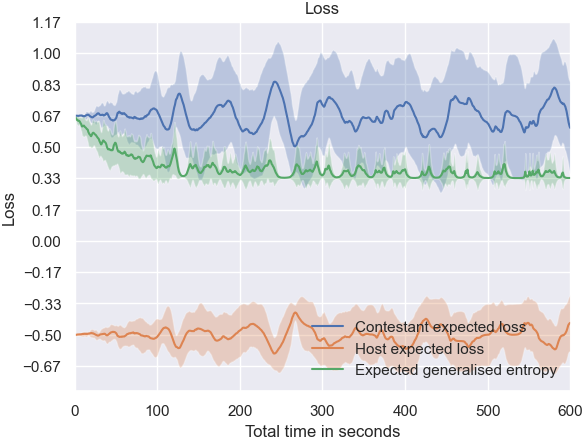 Loss
1.17
1.00
0.83
0.67
0.50
0.33
0.17
0.00
−0.17
−0.33
−0.50
−0.67
Loss
Contestant expected loss
Host expected loss
Expected generalised entropy
0 100 200 300 400 500 600
Total time in seconds